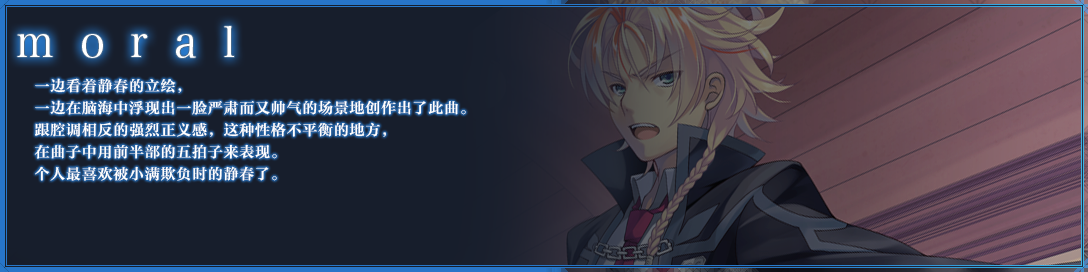 moral
一边看着静春的立绘，
一边在脑海中浮现出一脸严肃而又帅气的场景地创作出了此曲。
跟腔调相反的强烈正义感，这种性格不平衡的地方，
在曲子中用前半部的五拍子来表现。
个人最喜欢被小满欺负时的静春了。